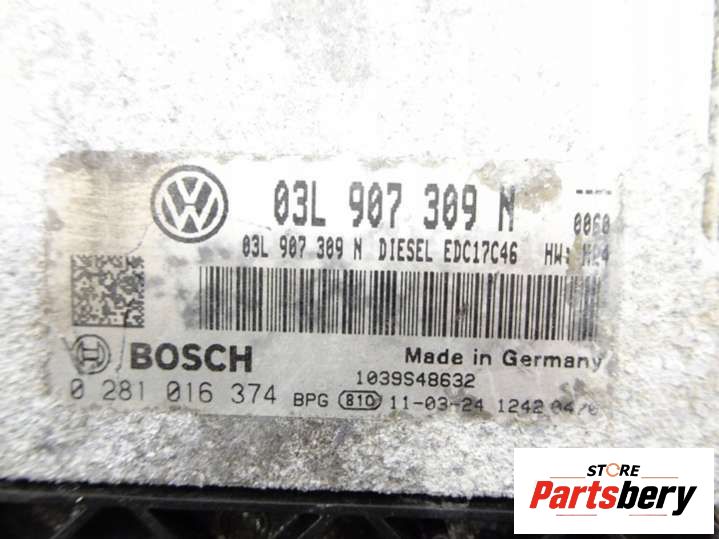 03L 907 309 N
0060
03L 907 309 N DIESEL EDC17C46 HW:
BOSCH
Made in Germany
1039S48632
0 281 016 374 BPG 810 11-03-24 1242
STORE
Partsbery